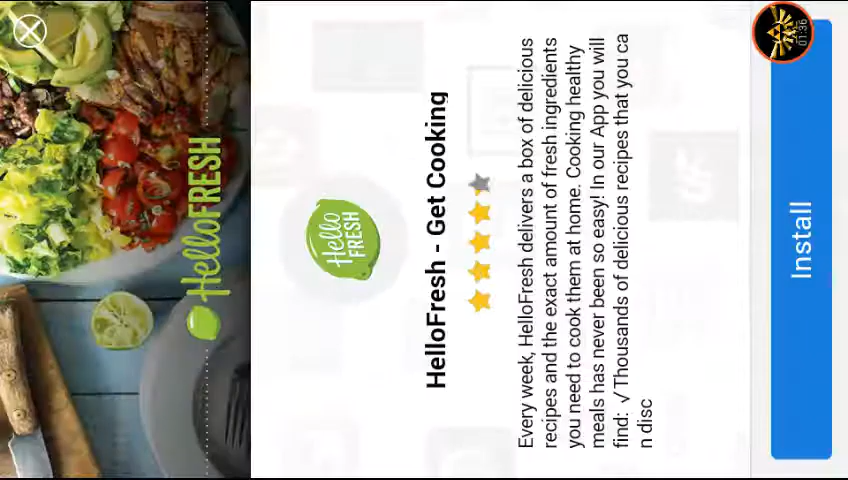 HelloFRESH
Hello
FRESH
HelloFresh - Get Cooking
Every week, HelloFresh delivers a box of delicious
recipes and the exact amount of fresh ingredients
you need to cook them at home. Cooking healthy
meals has never been so easy! In our App you will
find: √Thousands of delicious recipes that you ca
n disc
Install
01:36